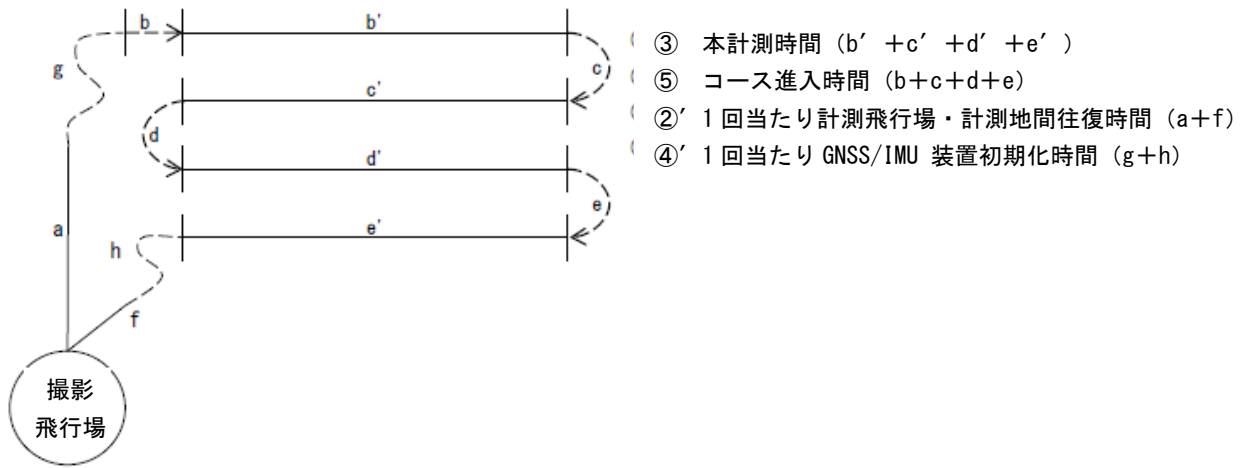 b
b'
g
c
c'
d
d'
e
a
e'
h
f
撮影
飛行場
③ 本計測時間（b′+c′+d′+e′）
⑤ コース進入時間（b+c+d+e）
②′1回当たり計測飛行場・計測地間往復時間（a+f）
④′1回当たり GNSS/IMU 装置初期化時間（g+h）